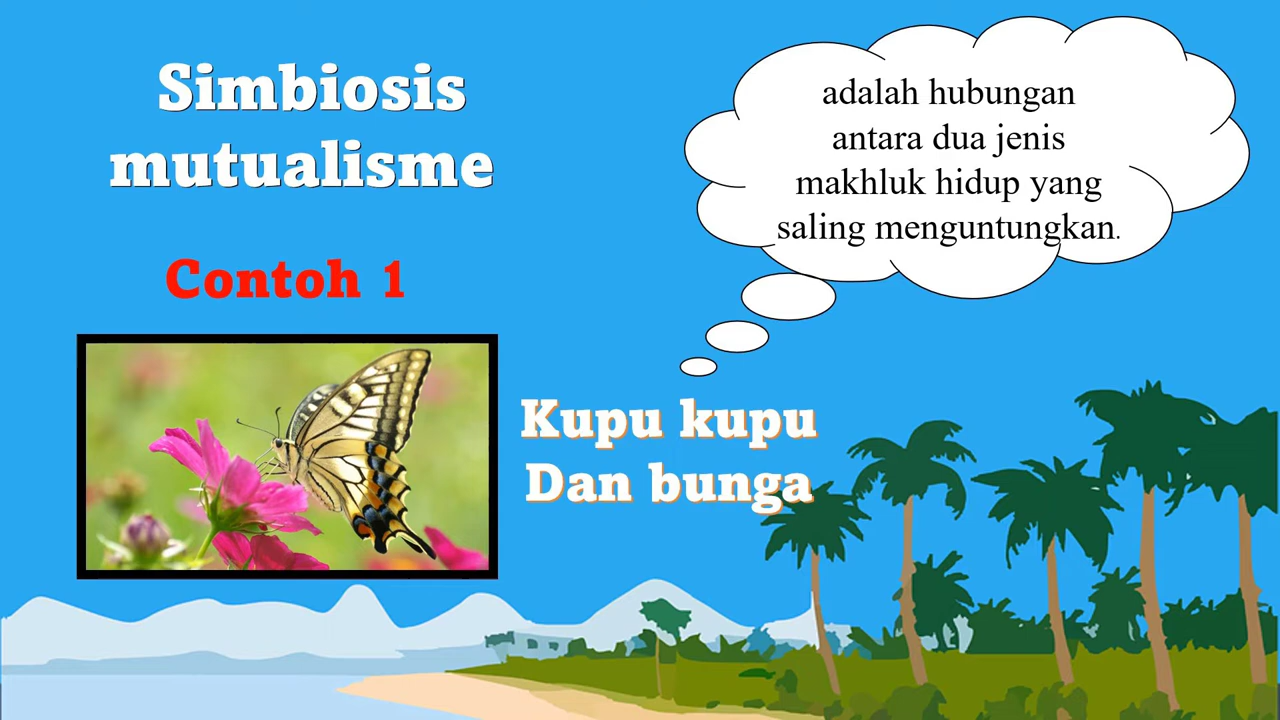 Simbiosis
mutualisme
adalah hubungan
antara dua jenis
makhluk hidup yang
saling menguntungkan.
Contoh 1
Kupu kupu
Dan bunga